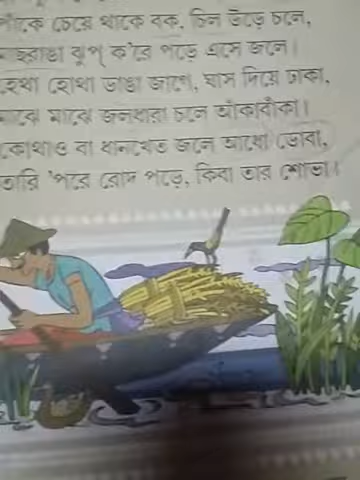 পাঁকে চেয়ে থাকে বক, চিল উড়ে চলে,
মাছরাঙা ঝুপ্ ক'রে পড়ে এসে জলে।
হেথা হোথা ডাঙা জাগে, ঘাস দিয়ে ঢাকা,
মাঝে মাঝে জলধারা চলে আঁকাবাঁকা।
কোথাও বা ধানখেত জলে আধো ডোবা,
তারি 'পরে রোদ পড়ে, কিবা তার শোভা।